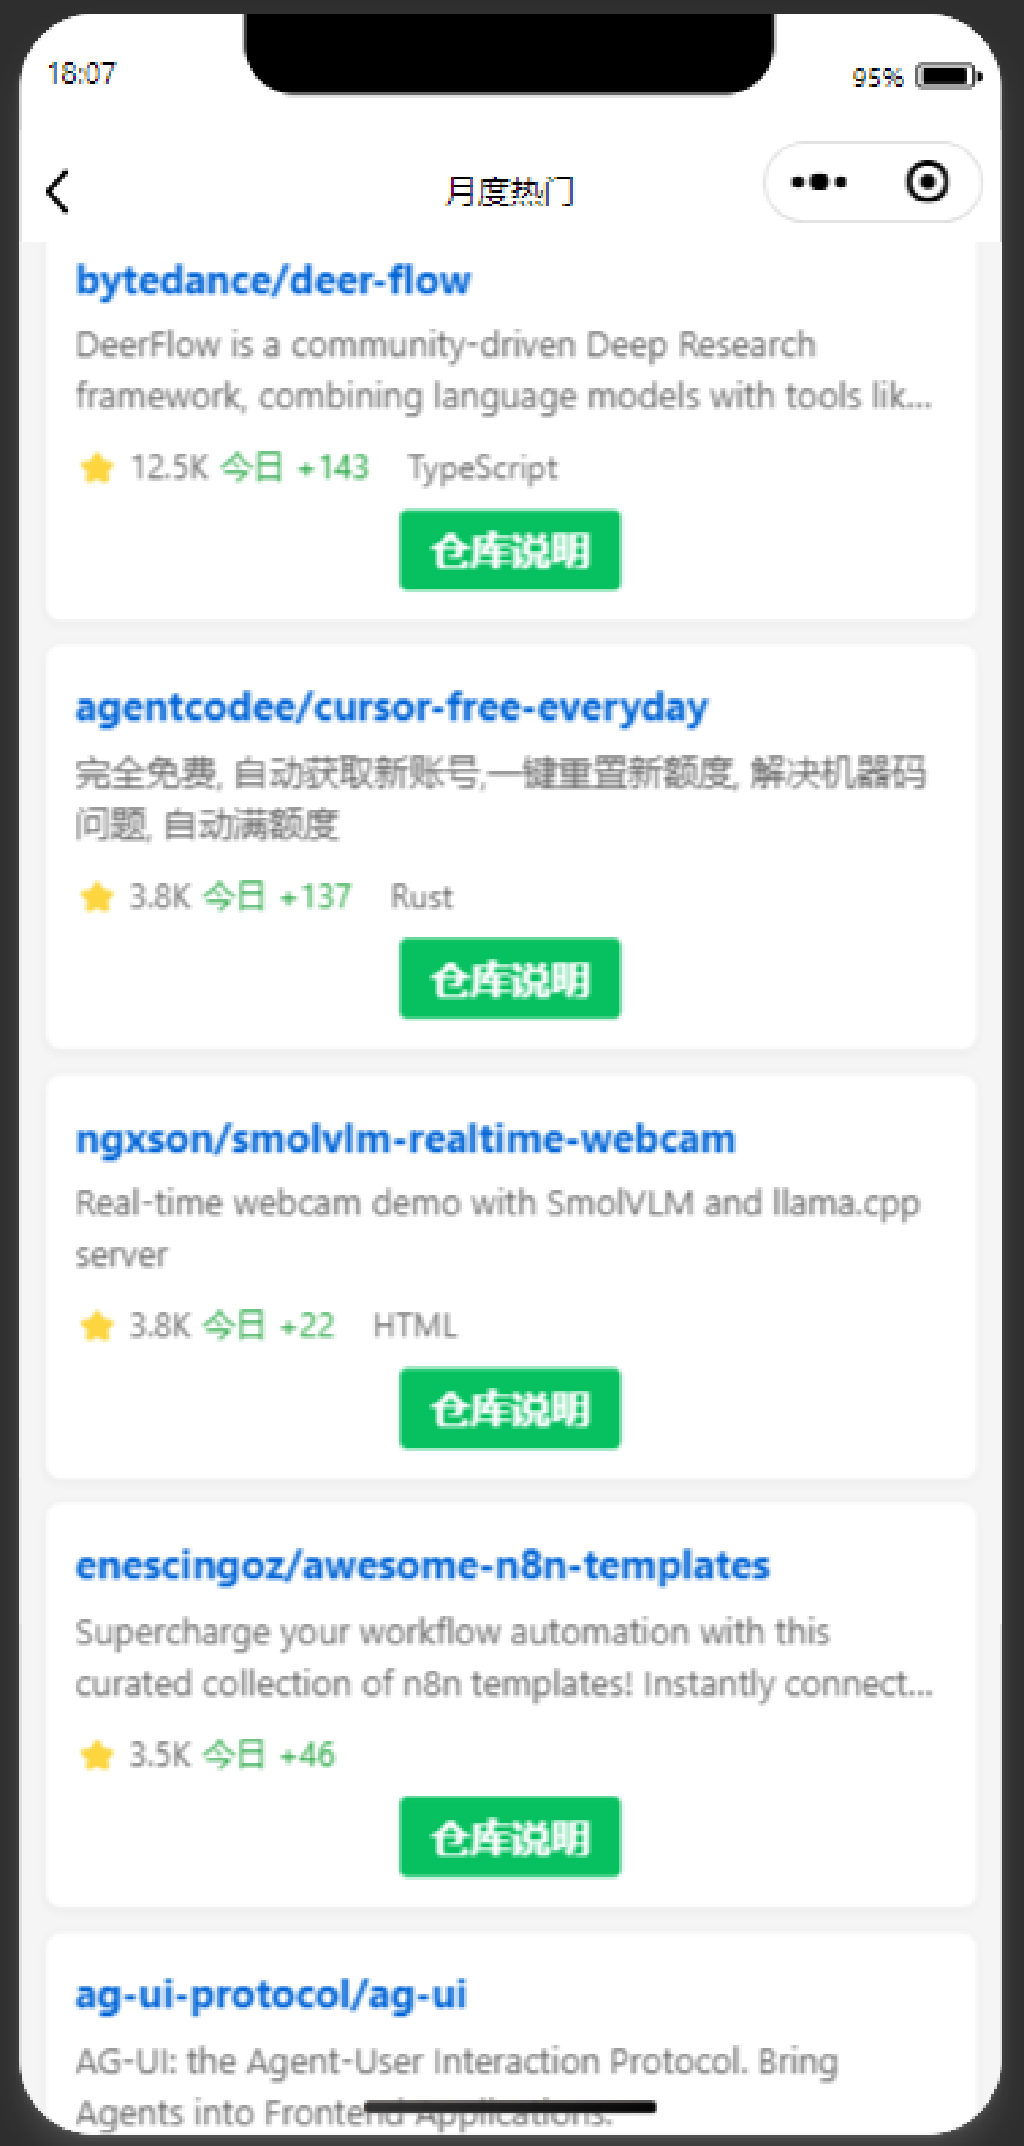 18:07
95%
月度热门
bytedance/deer-flow
DeerFlow is a community-driven Deep Research
framework, combining language models with tools lik...
12.5K 今日 +143 TypeScript
仓库说明
agentcodee/cursor-free-everyday
完全免费, 自动获取新账号,一键重置新额度, 解决机器码
问题, 自动满额度
3.8K 今日 +137 Rust
仓库说明
ngxson/smolvlm-realtime-webcam
Real-time webcam demo with SmolVLM and llama.cpp
server
3.8K 今日 +22 HTML
仓库说明
enescingoz/awesome-n8n-templates
Supercharge your workflow automation with this
curated collection of n8n templates! Instantly connect...
3.5K 今日 +46
仓库说明
ag-ui-protocol/ag-ui
AG-UI: the Agent-User Interaction Protocol. Bring
Agents into Frontend Applications.